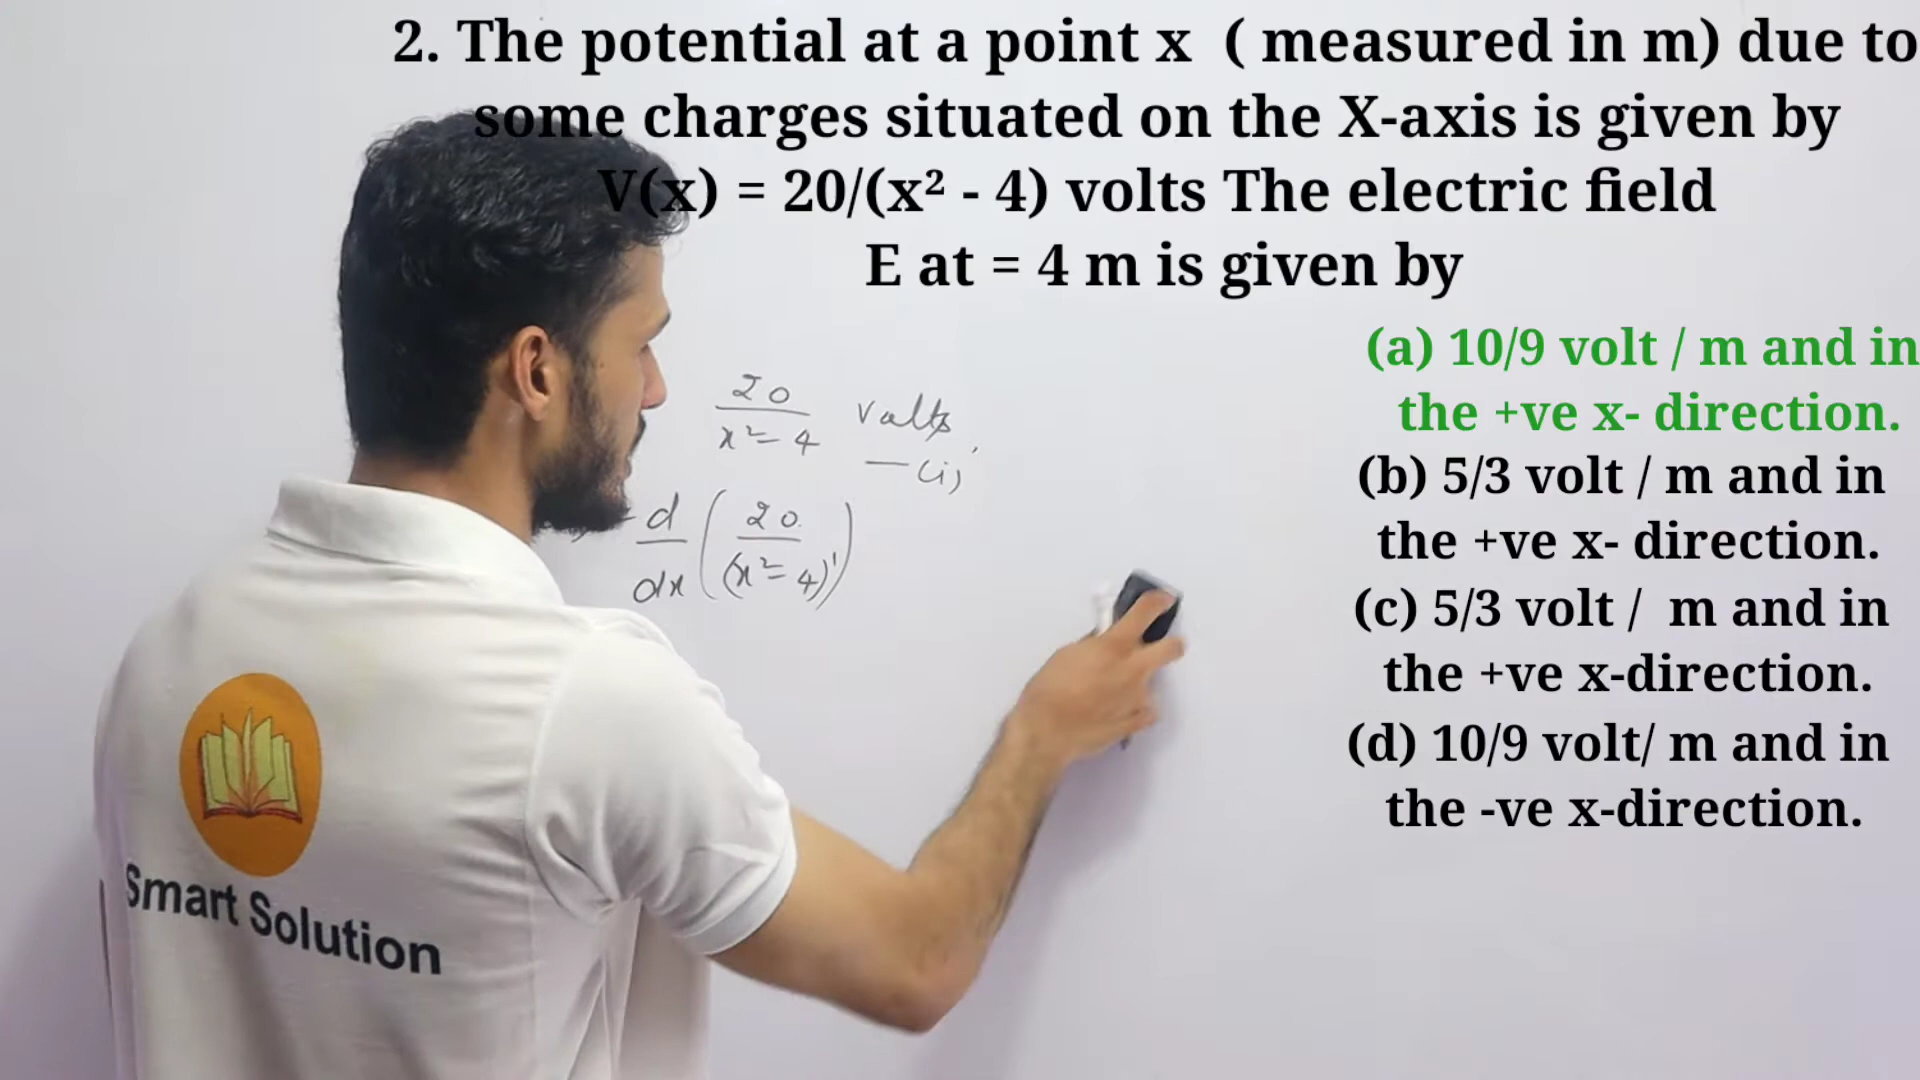 2. The potential at a point x ( measured in m) due to
some charges situated on the X-axis is given by
V(x) = 20/(x² - 4) volts The electric field
E at = 4 m is given by
(a) 10/9 volt / m and in
the +ve x- direction.
(b) 5/3 volt / m and in
the +ve x- direction.
(c) 5/3 volt / m and in
the +ve x-direction.
(d) 10/9 volt/ m and in
the -ve x-direction.
20
x² - 4
volts
— (i)
d
dx
20
(x² - 4)¹
Smart Solution